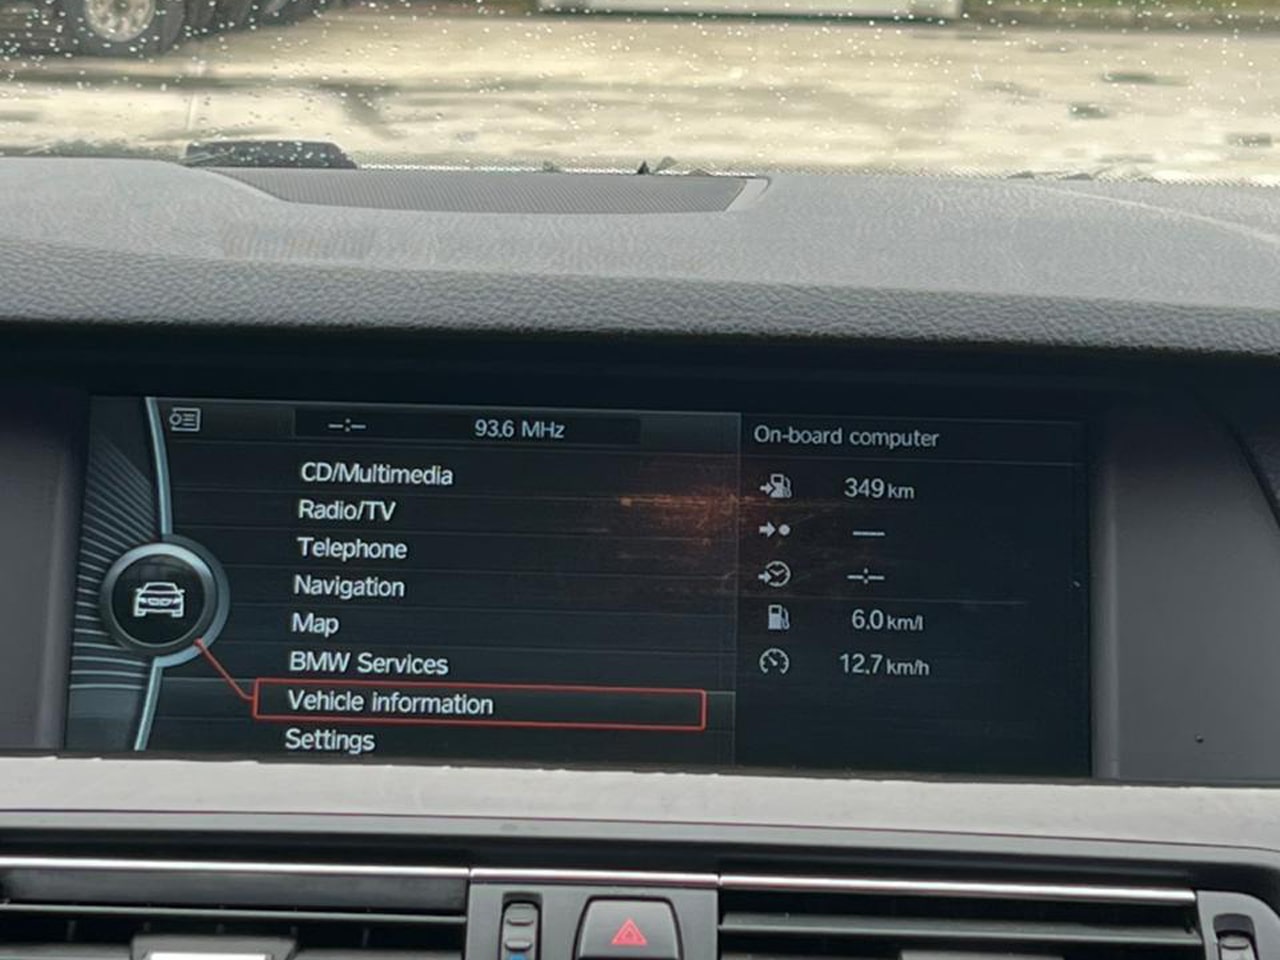 --:-- 93.6 MHz
CD/Multimedia
Radio/TV
Telephone
Navigation
Map
BMW Services
Vehicle information
Settings
On-board computer
349 km
----
--:--
6.0 km/l
12.7 km/h